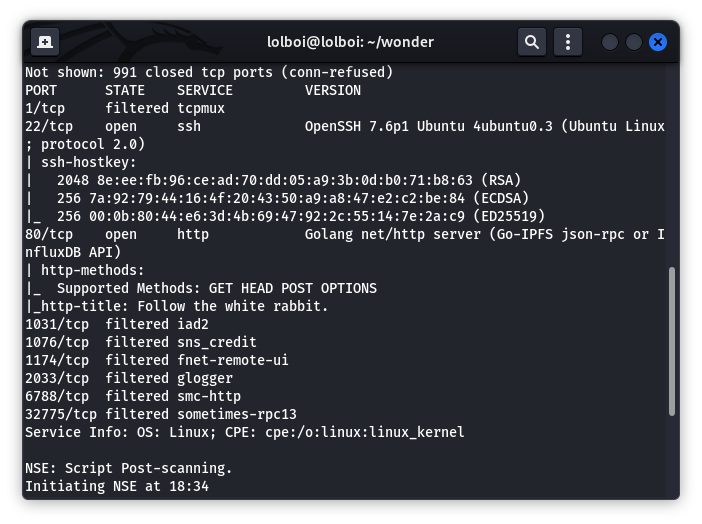 lolboi@lolboi: ~/wonder
Not shown: 991 closed tcp ports (conn-refused)
PORT      STATE    SERVICE         VERSION
1/tcp     filtered tcpmux
22/tcp    open     ssh             OpenSSH 7.6p1 Ubuntu 4ubuntu0.3 (Ubuntu Linux
; protocol 2.0)
| ssh-hostkey:
|   2048 8e:ee:fb:96:ce:ad:70:dd:05:a9:3b:0d:b0:71:b8:63 (RSA)
|   256 7a:92:79:44:16:4f:20:43:50:a9:a8:47:e2:c2:be:84 (ECDSA)
|_  256 00:0b:80:44:e6:3d:4b:69:47:92:2c:55:14:7e:2a:c9 (ED25519)
80/tcp    open     http            Golang net/http server (Go-IPFS json-rpc or I
nfluxDB API)
| http-methods:
|_  Supported Methods: GET HEAD POST OPTIONS
|_http-title: Follow the white rabbit.
1031/tcp  filtered iad2
1076/tcp  filtered sns_credit
1174/tcp  filtered fnet-remote-ui
2033/tcp  filtered glogger
6788/tcp  filtered smc-http
32775/tcp filtered sometimes-rpc13
Service Info: OS: Linux; CPE: cpe:/o:linux:linux_kernel

NSE: Script Post-scanning.
Initiating NSE at 18:34